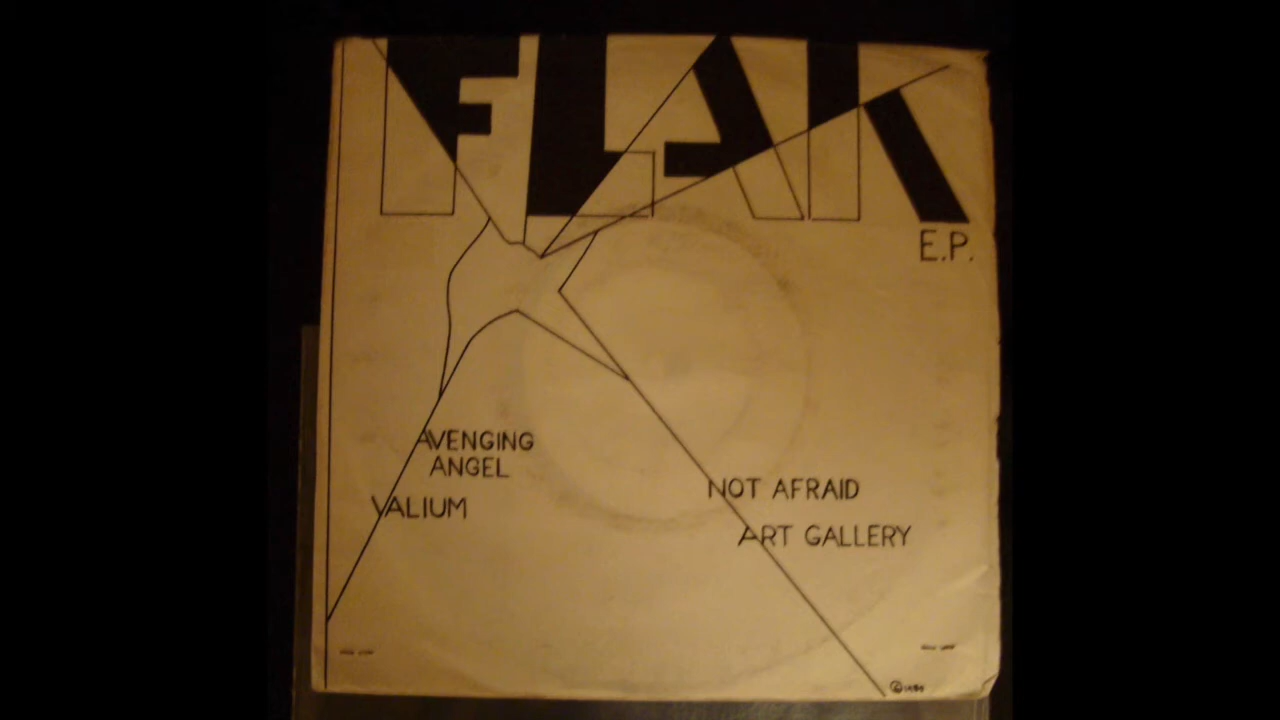 FLAK
E.P.
AVENGING
ANGEL
VALIUM
NOT AFRAID
ART GALLERY